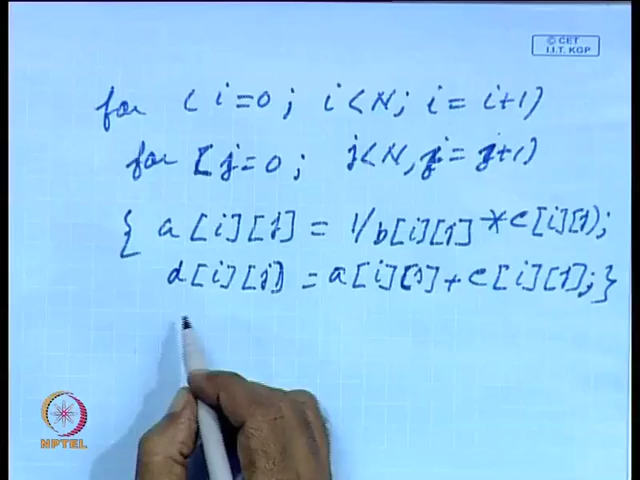 © CET
I.I.T. KGP
for ( i=0; i<N; i = i+1)
for [j=0; j<N, j = j+1)
{ a[i][j] = 1/b[i][j] * c[i][j);
d[i][j) = a[i][j] + c[i][j];}
NPTEL